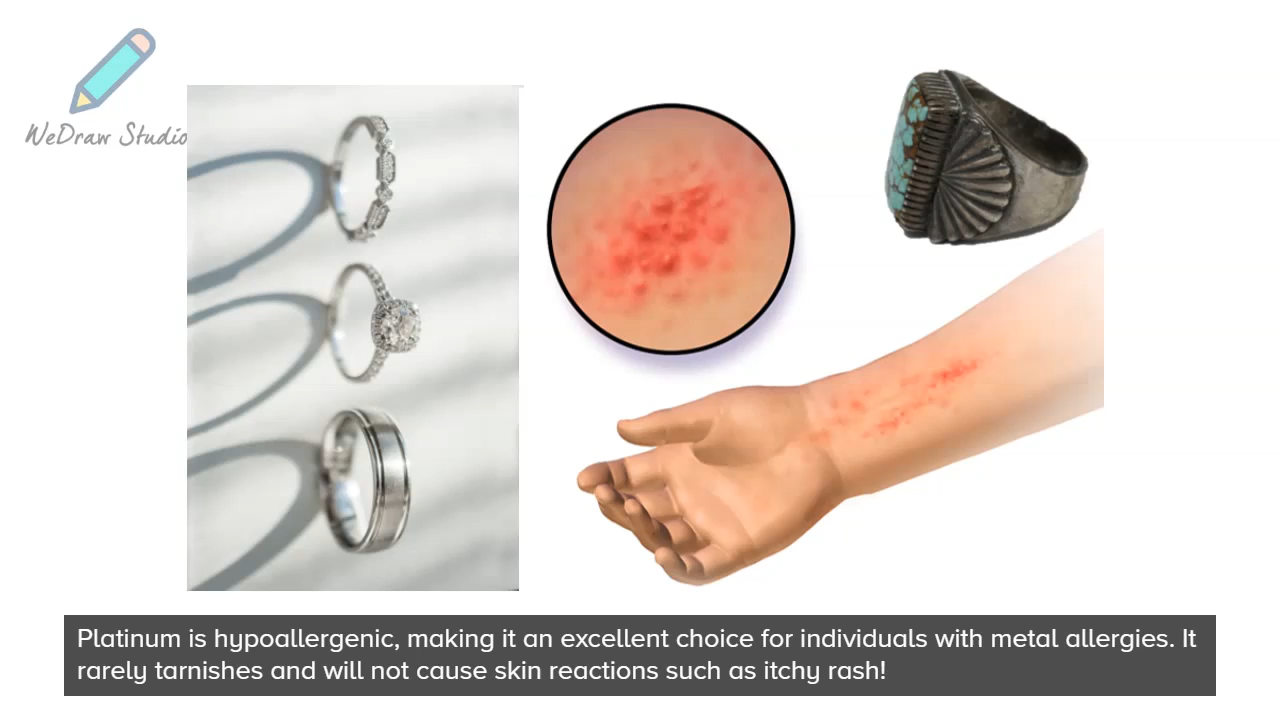 WeDraw Studio
Platinum is hypoallergenic, making it an excellent choice for individuals with metal allergies. It
rarely tarnishes and will not cause skin reactions such as itchy rash!